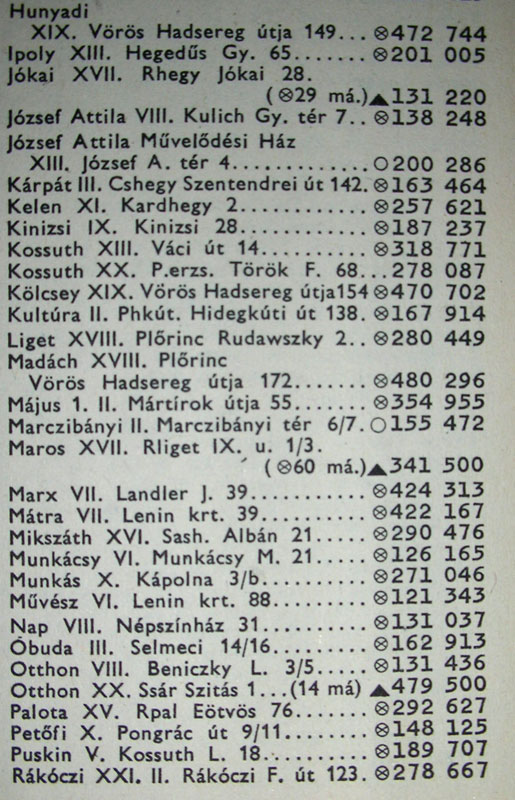 Hunyadi
XIX. Vörös Hadsereg útja 149... ⊗472 744
Ipoly XIII. Hegedűs Gy. 65....... ⊗201 005
Jókai XVII. Rhegy Jókai 28.
(⊗29 má.)▲131 220
József Attila VIII. Kulich Gy. tér 7.. ⊗138 248
József Attila Művelődési Ház
XIII. József A. tér 4............. ○200 286
Kárpát III. Cshegy Szentendrei út 142. ⊗163 464
Kelen XI. Kardhegy 2........... ⊗257 621
Kinizsi IX. Kinizsi 28........... ⊗187 237
Kossuth XIII. Váci út 14......... ⊗318 771
Kossuth XX. P.erzs. Török F. 68...278 087
Kölcsey XIX. Vörös Hadsereg útja154 ⊗470 702
Kultúra II. Phkút. Hidegkúti út 138. ⊗167 914
Liget XVIII. Plőrinc Rudawszky 2.. ⊗280 449
Madách XVIII. Plőrinc
Vörös Hadsereg útja 172....... ⊗480 296
Május 1. II. Mártírok útja 55....... ⊗354 955
Marczibányi II. Marczibányi tér 6/7. ○155 472
Maros XVII. Rliget IX. u. 1/3.
(⊗60 má.)▲341 500
Marx VII. Landler J. 39.......... ⊗424 313
Mátra VII. Lenin krt. 39.......... ⊗422 167
Mikszáth XVI. Sash. Albán 21..... ⊗290 476
Munkácsy VI. Munkácsy M. 21.... ⊗126 165
Munkás X. Kápolna 3/b.......... ⊗271 046
Művész VI. Lenin krt. 88......... ⊗121 343
Nap VIII. Népszínház 31.......... ⊗131 037
Óbuda III. Selmeci 14/16......... ⊗162 913
Otthon VIII. Beniczky L. 3/5..... ⊗131 436
Otthon XX. Ssár Szitás 1...(14 má) ▲479 500
Palota XV. Rpal Eötvös 76....... ⊗292 627
Petőfi X. Pongrác út 9/11........ ⊗148 125
Puskin V. Kossuth L. 18.......... ⊗189 707
Rákóczi XXI. II. Rákóczi F. út 123. ⊗278 667